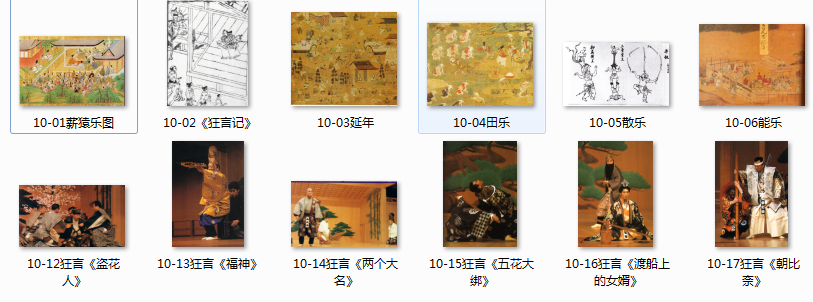 10-01薪猿乐图
10-02《狂言记》
10-03延年
10-04田乐
10-05散乐
10-06能乐
10-12狂言《盗花
人》
10-13狂言《福神》
10-14狂言《两个大
名》
10-15狂言《五花大
绑》
10-16狂言《渡船上
的女婿》
10-17狂言《朝比
奈》